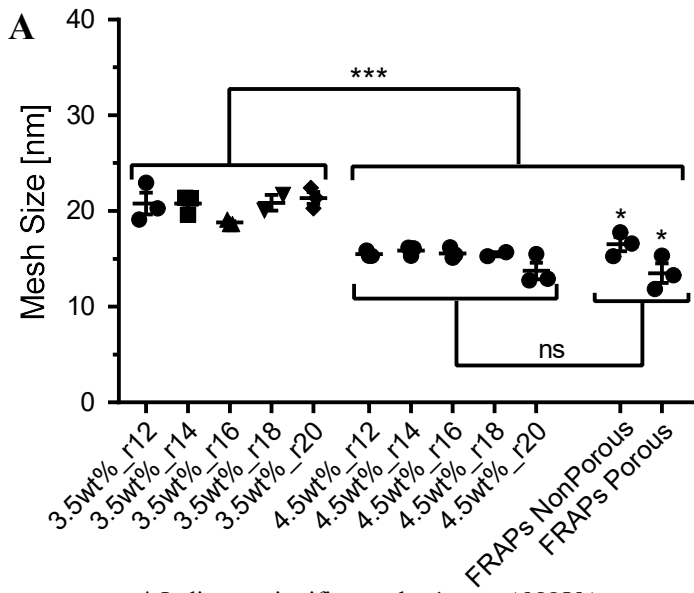 A
Mesh Size [nm]
40
30
20
10
0
***
*
*
ns
3.5wt%_r12
3.5wt%_r14
3.5wt%_r16
3.5wt%_r18
3.5wt%_r20
4.5wt%_r12
4.5wt%_r14
4.5wt%_r16
4.5wt%_r18
4.5wt%_r20
FRAPs NonPorous
FRAPs Porous